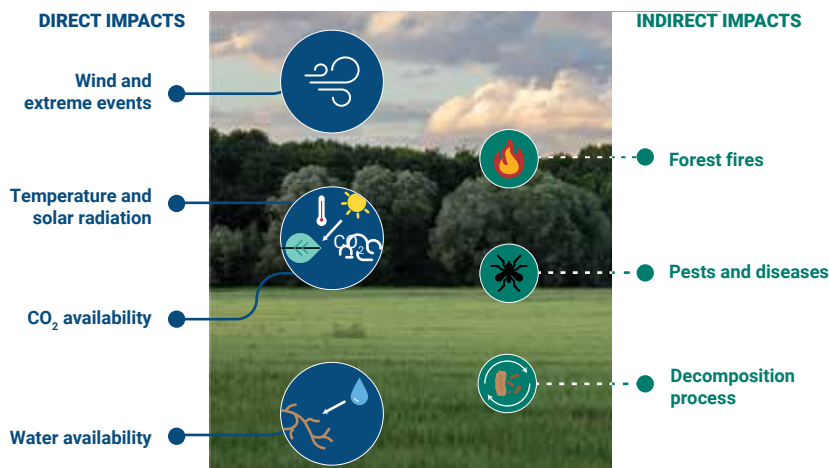 DIRECT IMPACTS
Wind and
extreme events
Temperature and
solar radiation
CO₂ availability
Water availability
CO₂
INDIRECT IMPACTS
Forest fires
Pests and diseases
Decomposition
process